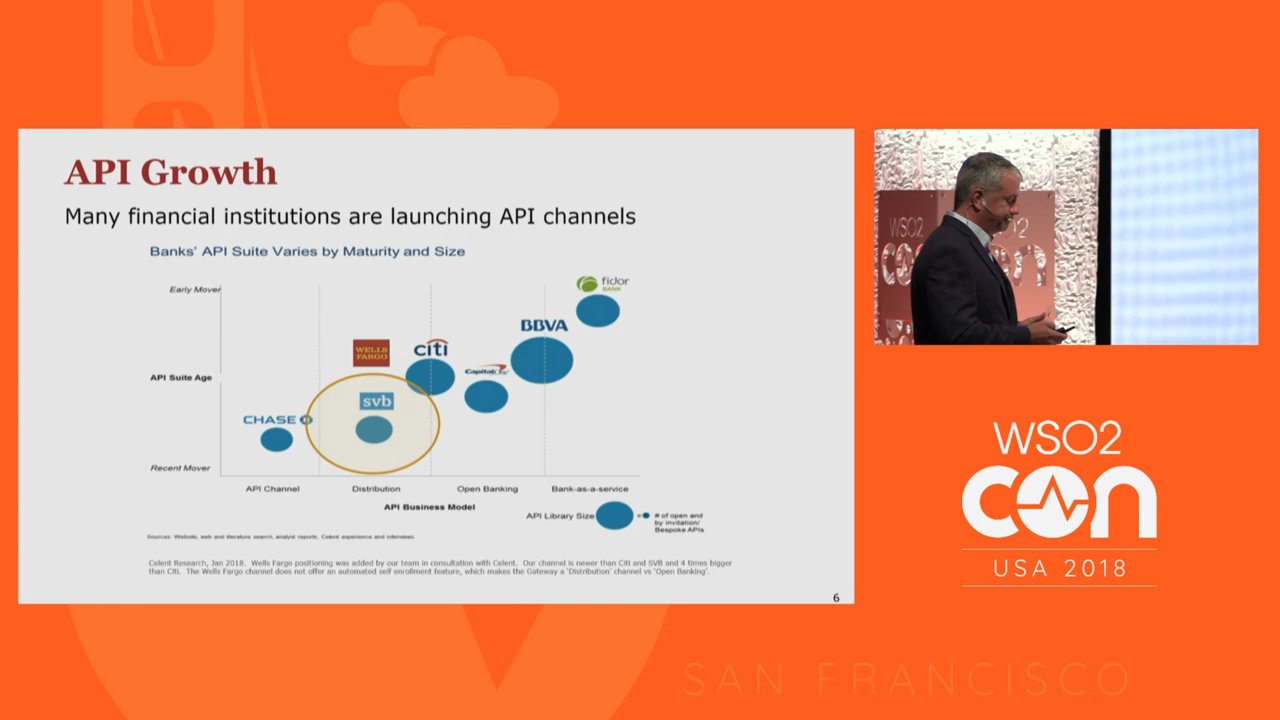 API Growth
Many financial institutions are launching API channels
Banks' API Suite Varies by Maturity and Size
fidor
BANK
Early Mover
BBVA
WELLS
FARGO
citi
Capital One
API Suite Age
svb
CHASE
Recent Mover
API Channel Distribution Open Banking Bank-as-a-service
API Business Model
API Library Size = # of open and
by invitation/
Bespoke APIs
Sources: Website, web and literature search, analyst reports, Celent experience and interviews.
Celent Research, Jan 2018. Wells Fargo positioning was added by our team in consultation with Celent. Our channel is newer than Citi and SVB and 4 times bigger
than Citi. The Wells Fargo channel does not offer an automated self enrollment feature, which makes the Gateway a 'Distribution' channel vs 'Open Banking'.
6
WSO2
con
WSO2
CON
USA 2018
SAN FRANCISCO